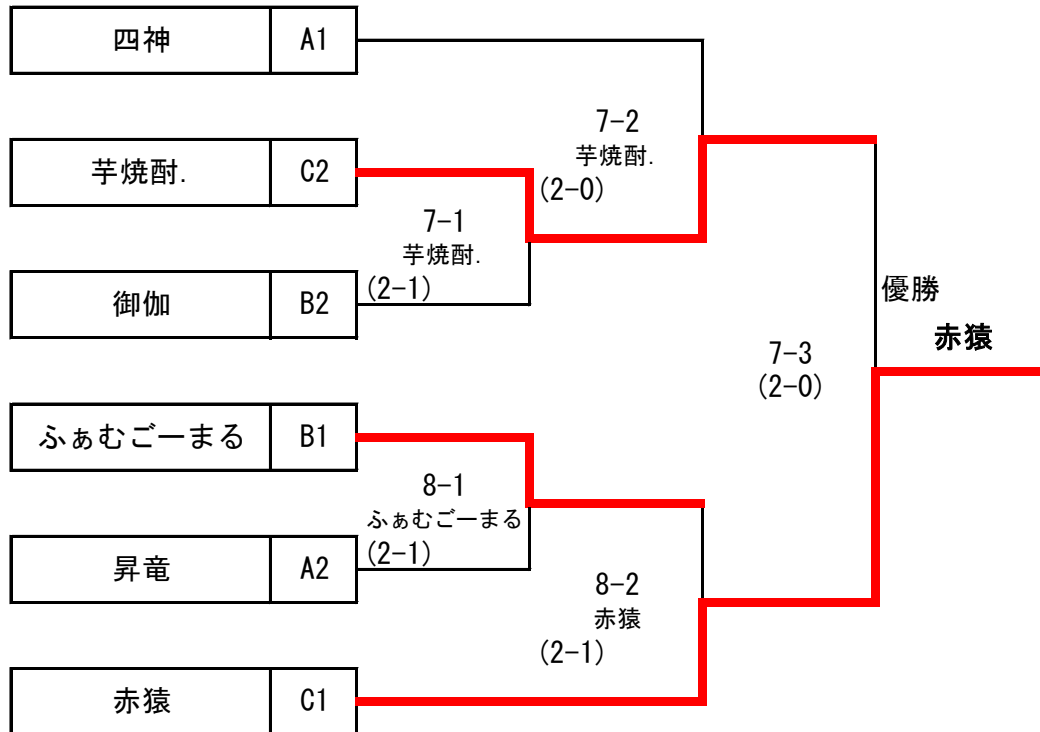 四神 A1
7-2
芋焼酎.
(2-0)
芋焼酎. C2
7-1
芋焼酎.
(2-1)
御伽 B2
優勝
赤猿
7-3
(2-0)
ふぁむごーまる B1
8-1
ふぁむごーまる
(2-1)
昇竜 A2
8-2
赤猿
(2-1)
赤猿 C1